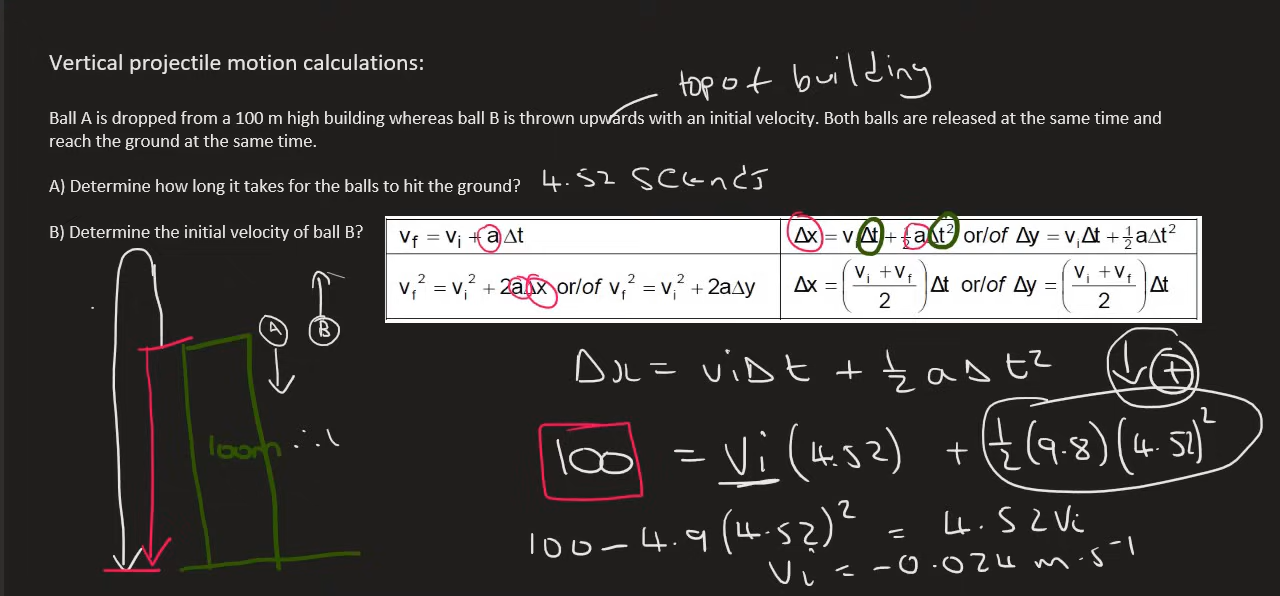 Vertical projectile motion calculations:
top of building
Ball A is dropped from a 100 m high building whereas ball B is thrown upwards with an initial velocity. Both balls are released at the same time and
reach the ground at the same time.
A) Determine how long it takes for the balls to hit the ground? 4.52 seconds
B) Determine the initial velocity of ball B?
v_f = v_i + aΔt
Δx = v_iΔt + ½aΔt² or/of Δy = v_iΔt + ½aΔt²
v_f² = v_i² + 2aΔx or/of v_f² = v_i² + 2aΔy
Δx = ((v_i + v_f)/2) Δt or/of Δy = ((v_i + v_f)/2) Δt
A
B
100m
Δx = viΔt + ½aΔt² ↓ +
100 = Vi (4.52) + ½ (9.8)(4.52)²
100 - 4.9 (4.52)² = 4.52Vi
Vi = -0.024 m·s⁻¹